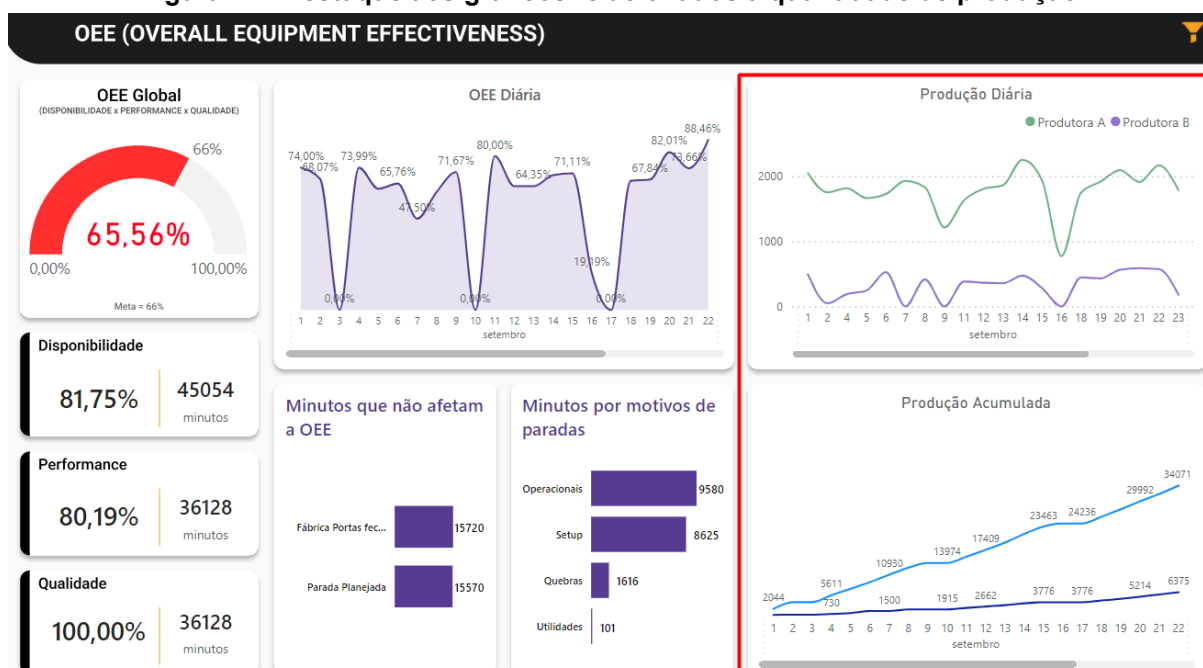 OEE (OVERALL EQUIPMENT EFFECTIVENESS)
OEE Global
(DISPONIBILIDADE x PERFORMANCE x QUALIDADE)
66%
65,56%
0,00%
100,00%
Meta = 66%
Disponibilidade
81,75%
45054
minutos
Performance
80,19%
36128
minutos
Qualidade
100,00%
36128
minutos
OEE Diária
74,00%
68,07%
0,00%
73,99%
65,76%
47,50%
71,67%
0,00%
80,00%
64,35%
71,11%
19,19%
0,00%
67,84%
82,01%
73,66%
88,46%
1 2 3 4 5 6 7 8 9 10 11 12 13 14 15 16 17 18 19 20 21 22
setembro
Minutos que não afetam
a OEE
Fábrica Portas fec...
15720
Parada Planejada
15570
Minutos por motivos de
paradas
Operacionais
9580
Setup
8625
Quebras
1616
Utilidades
101
Produção Diária
Produtora A
Produtora B
2000
1000
0
1 2 4 5 6 7 8 9 11 12 13 14 15 16 18 19 20 21 22 23
setembro
Produção Acumulada
2044
5611
10930
13974
17409
23463
24236
29992
34071
730
1500
1915
2662
3776
3776
5214
6375
1 2 3 4 5 6 7 8 9 10 11 12 13 14 15 16 17 18 19 20 21 22
setembro